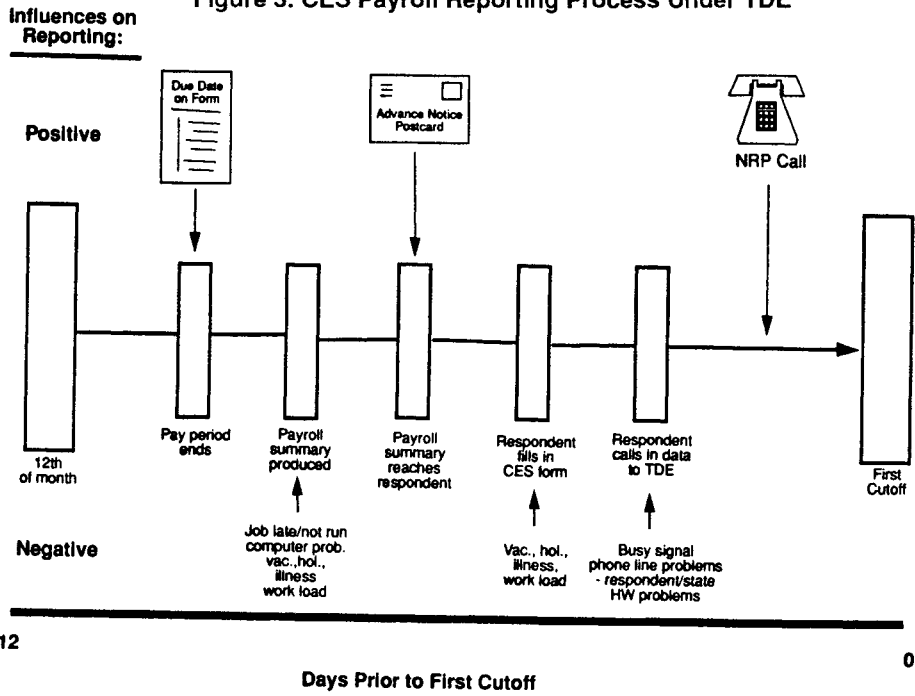 Figure 3: CES Payroll Reporting Process Under TDE
Influences on
Reporting:
Due Date
on Form
Advance Notice
Postcard
Positive
NRP Call
Pay period
ends
Payroll
summary
produced
Payroll
summary
reaches
respondent
Respondent
fills in
CES form
Respondent
calls in data
to TDE
12th
of month
First
Cutoff
Negative
Job late/not run
computer prob.
vac.,hol.,
illness
work load
Vac., hol.,
illness,
work load
Busy signal
phone line problems
- respondent/state
HW problems
12
0
Days Prior to First Cutoff